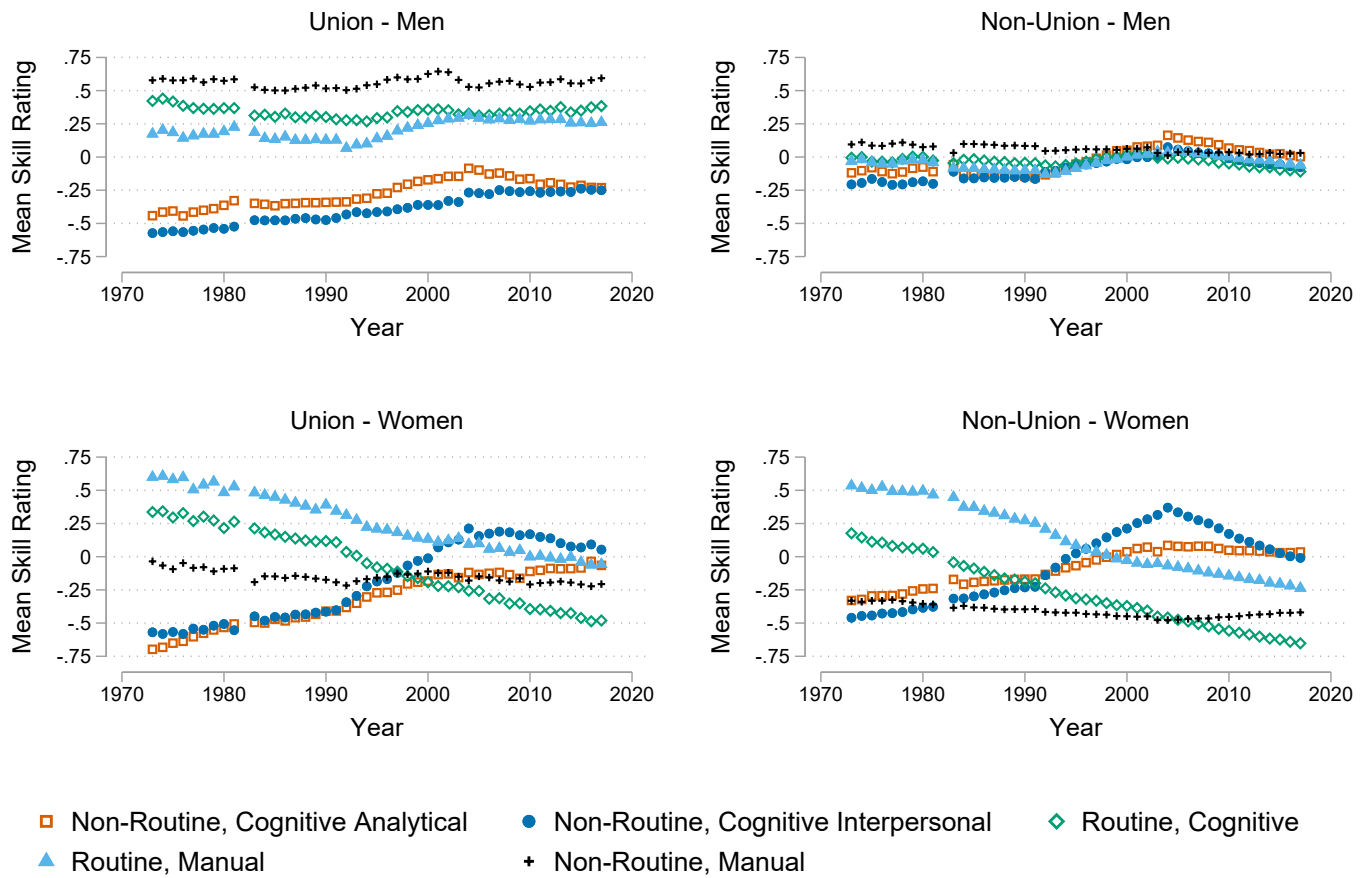 Union - Men
Mean Skill Rating
.75
.5
.25
0
-.25
-.5
-.75
1970 1980 1990 2000 2010 2020
Year
Non-Union - Men
Mean Skill Rating
.75
.5
.25
0
-.25
-.5
-.75
1970 1980 1990 2000 2010 2020
Year
Union - Women
Mean Skill Rating
.75
.5
.25
0
-.25
-.5
-.75
1970 1980 1990 2000 2010 2020
Year
Non-Union - Women
Mean Skill Rating
.75
.5
.25
0
-.25
-.5
-.75
1970 1980 1990 2000 2010 2020
Year
Non-Routine, Cognitive Analytical Non-Routine, Cognitive Interpersonal Routine, Cognitive
Routine, Manual Non-Routine, Manual